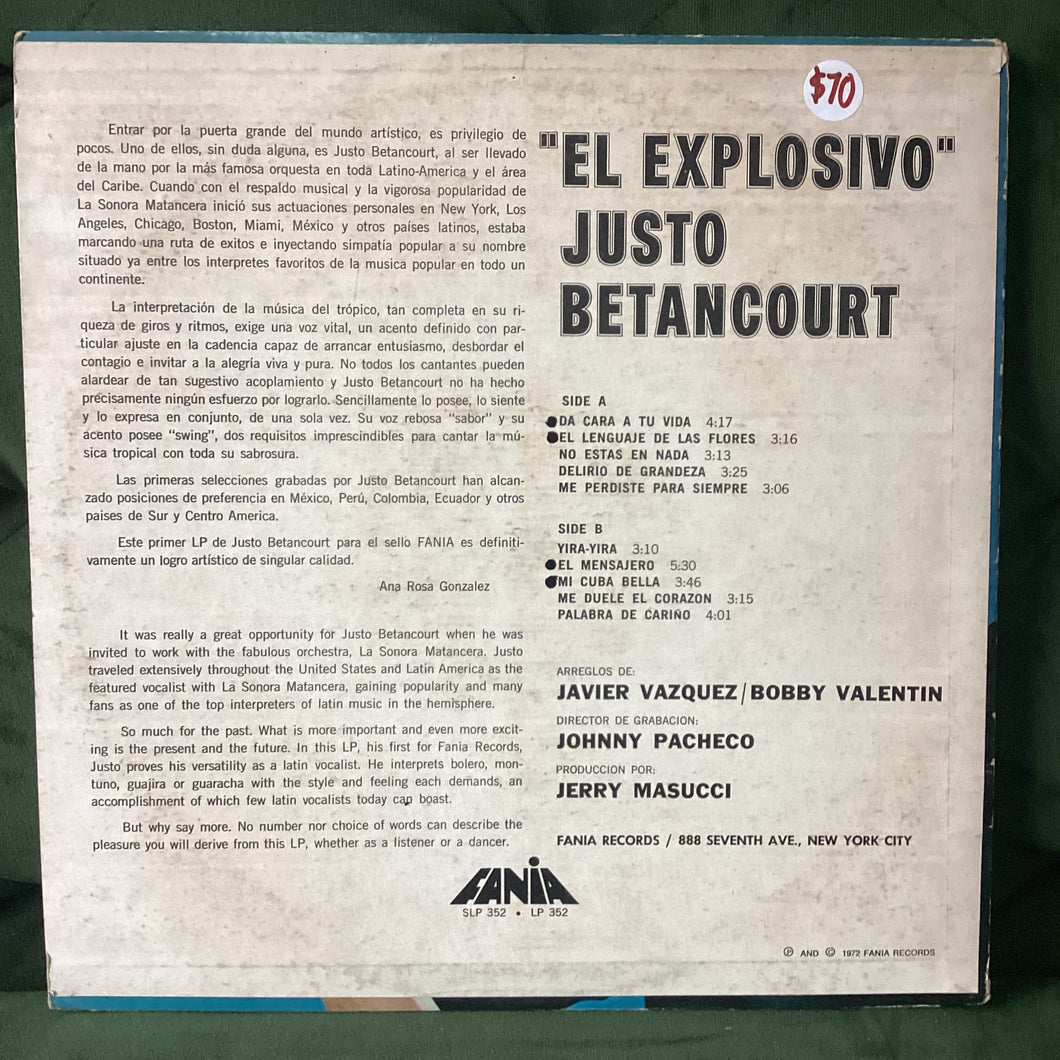 $70
Entrar por la puerta grande del mundo artístico, es privilegio de
pocos. Uno de ellos, sin duda alguna, es Justo Betancourt, al ser llevado
de la mano por la más famosa orquesta en toda Latino-America y el área
del Caribe. Cuando con el respaldo musical y la vigorosa popularidad de
La Sonora Matancera inició sus actuaciones personales en New York, Los
Angeles, Chicago, Boston, Miami, México y otros países latinos, estaba
marcando una ruta de exitos e inyectando simpatía popular a su nombre
situado ya entre los interpretes favoritos de la musica popular en todo un
continente.
La interpretación de la música del trópico, tan completa en su ri-
queza de giros y ritmos, exige una voz vital, un acento definido con par-
ticular ajuste en la cadencia capaz de arrancar entusiasmo, desbordar el
contagio e invitar a la alegría viva y pura. No todos los cantantes pueden
alardear de tan sugestivo acoplamiento y Justo Betancourt no ha hecho
précisamente ningún esfuerzo por lograrlo. Sencillamente lo posee, lo siente
y lo expresa en conjunto, de una sola vez. Su voz rebosa "sabor" y su
acento posee "swing", dos requisitos imprescindibles para cantar la mú-
sica tropical con toda su sabrosura.
Las primeras selecciones grabadas por Justo Betancourt han alcan-
zado posiciones de preferencia en México, Perú, Colombia, Ecuador y otros
paises de Sur y Centro America.
Este primer LP de Justo Betancourt para el sello FANIA es definiti-
vamente un logro artístico de singular calidad.
Ana Rosa Gonzalez
It was really a great opportunity for Justo Betancourt when he was
invited to work with the fabulous orchestra, La Sonora Matancera. Justo
traveled extensively throughout the United States and Latin America as the
featured vocalist with La Sonora Matancera, gaining popularity and many
fans as one of the top interpreters of latin music in the hemisphere.
So much for the past. What is more important and even more excit-
ing is the present and the future. In this LP, his first for Fania Records,
Justo proves his versatility as a latin vocalist. He interprets bolero, mon-
tuno, guajira or guaracha with the style and feeling each demands, an
accomplishment of which few latin vocalists today can boast.
But why say more. No number nor choice of words can describe the
pleasure you will derive from this LP, whether as a listener or a dancer.
FANIA
SLP 352 • LP 352
"EL EXPLOSIVO"
JUSTO
BETANCOURT
SIDE A
DA CARA A TU VIDA 4:17
EL LENGUAJE DE LAS FLORES 3:16
NO ESTAS EN NADA 3:13
DELIRIO DE GRANDEZA 3:25
ME PERDISTE PARA SIEMPRE 3:06
SIDE B
YIRA-YIRA 3:10
EL MENSAJERO 5:30
MI CUBA BELLA 3:46
ME DUELE EL CORAZON 3:15
PALABRA DE CARIÑO 4:01
ARREGLOS DE:
JAVIER VAZQUEZ/BOBBY VALENTIN
DIRECTOR DE GRABACION:
JOHNNY PACHECO
PRODUCCION POR:
JERRY MASUCCI
FANIA RECORDS / 888 SEVENTH AVE., NEW YORK CITY
℗ AND © 1972 FANIA RECORDS